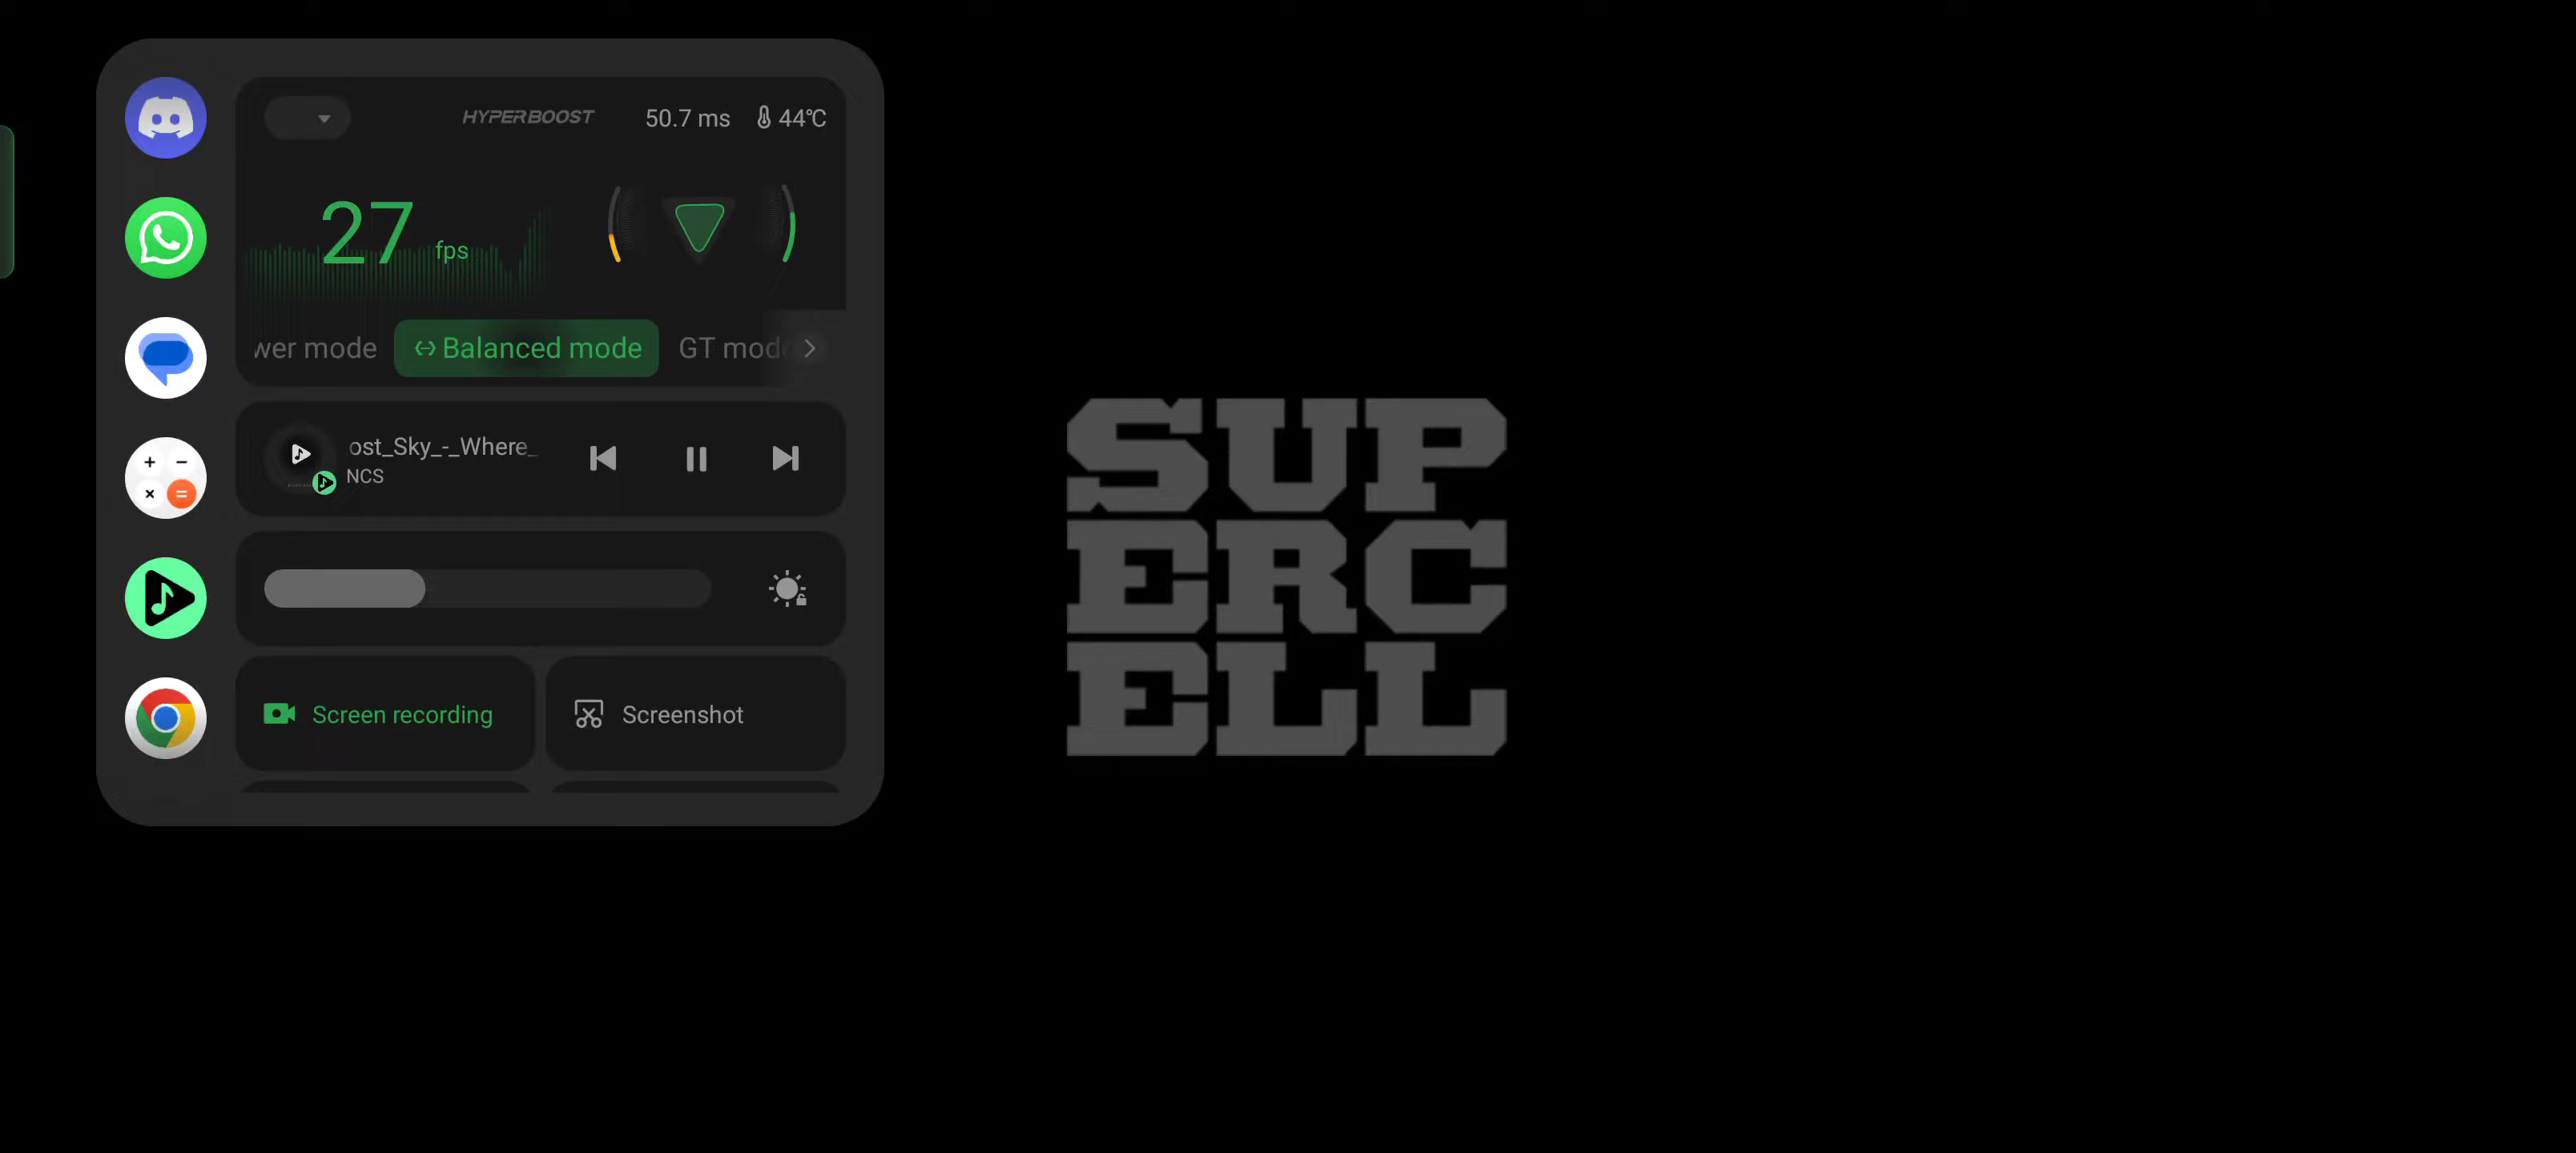 HYPERBOOST 50.7 ms 44℃
27 fps
wer mode Balanced mode GT mod
ost_Sky_-_Where_
NCS
Screen recording Screenshot
SUP
ERC
ELL